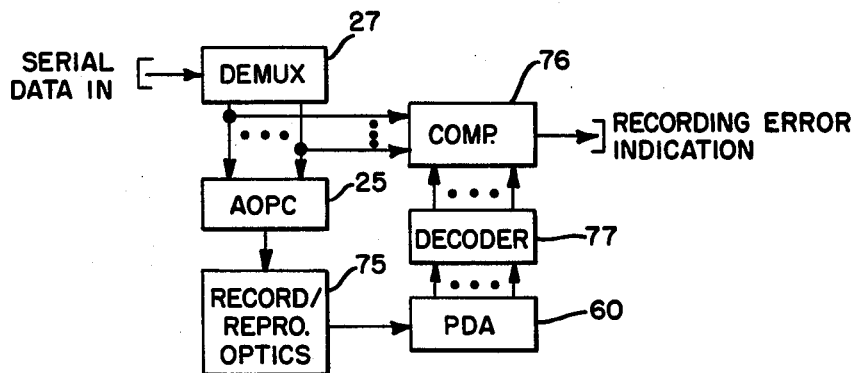 27
SERIAL
DATA IN
DEMUX
76
COMP.
RECORDING ERROR
INDICATION
AOPC
25
DECODER
77
75
RECORD/
REPRO.
OPTICS
PDA
60